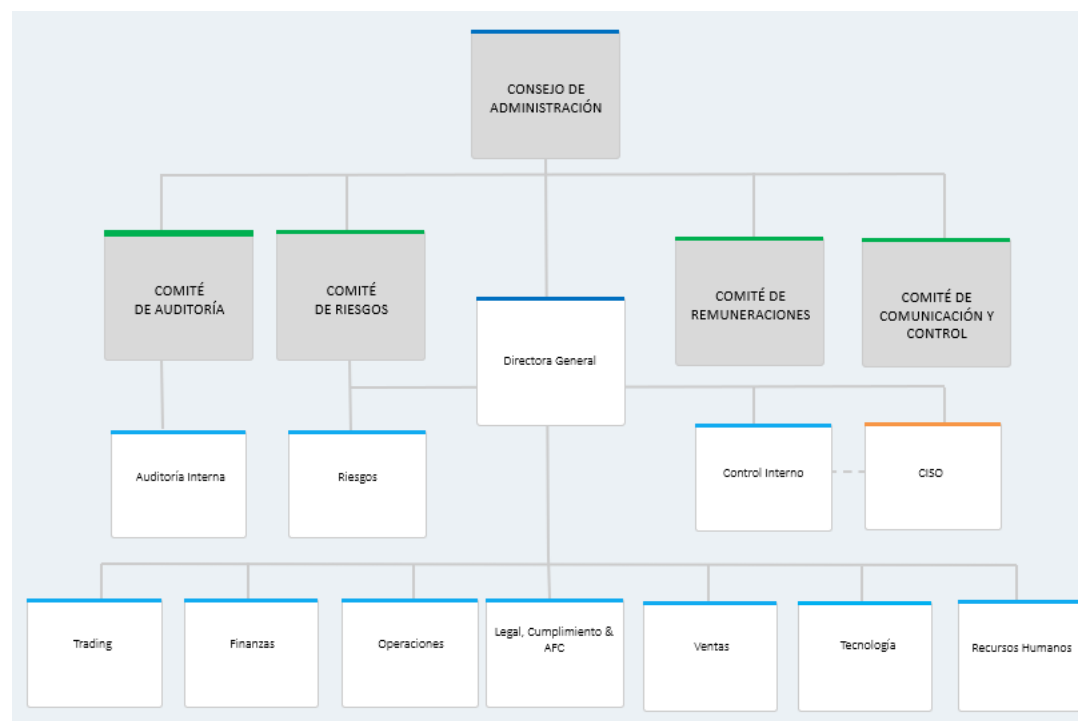 CONSEJO DE
ADMINISTRACIÓN
COMITÉ
DE AUDITORÍA
COMITÉ
DE RIESGOS
COMITÉ DE
REMUNERACIONES
COMITÉ DE
COMUNICACIÓN Y
CONTROL
Directora General
Auditoría Interna
Riesgos
Control Interno
CISO
Trading
Finanzas
Operaciones
Legal, Cumplimiento &
AFC
Ventas
Tecnología
Recursos Humanos